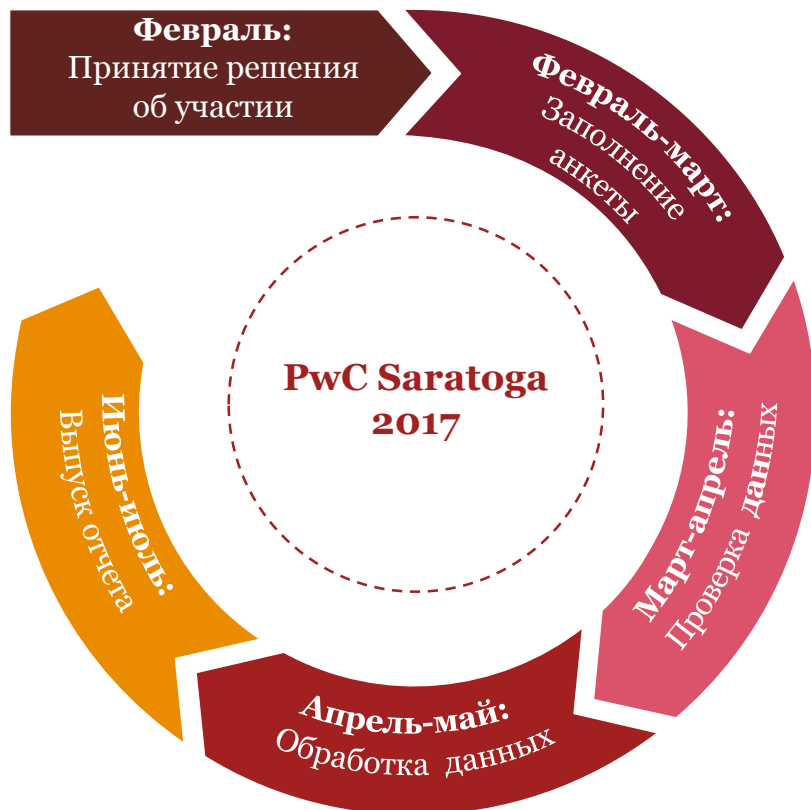 Февраль:
Принятие решения
об участии
Февраль-март:
Заполнение
анкеты
Март-апрель:
Проверка данных
Апрель-май:
Обработка данных
Июнь-июль:
Выпуск отчета
PwC Saratoga
2017